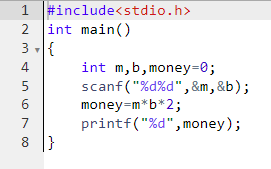 1 #include<stdio.h>
2 int main()
3 {
4 int m,b,money=0;
5 scanf("%d%d",&m,&b);
6 money=m*b*2;
7 printf("%d",money);
8 }